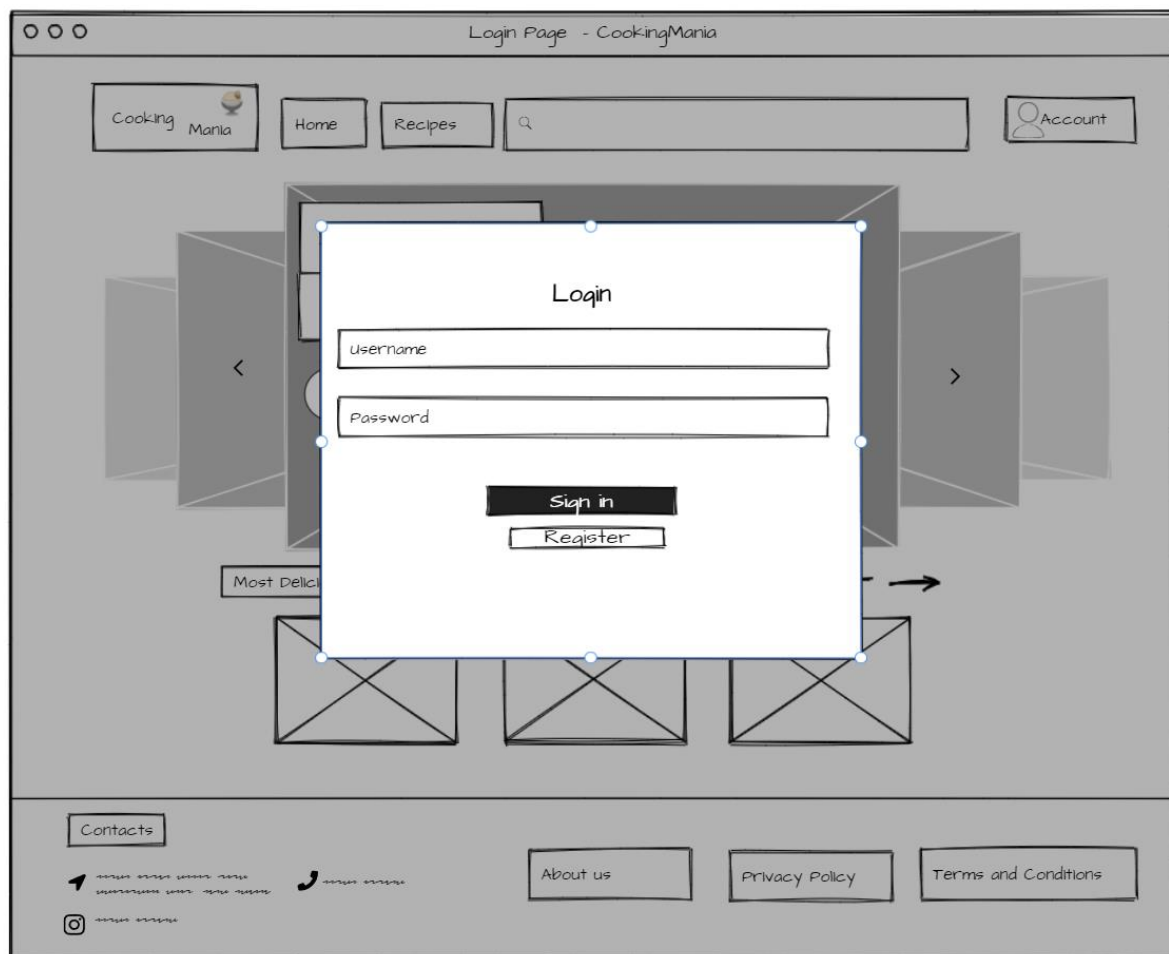 Login Page - CookingMania
Cooking
Mania
Home
Recipes
Account
Login
Username
Password
Sign in
Register
Most Delici
Contacts
About us
Privacy Policy
Terms and Conditions